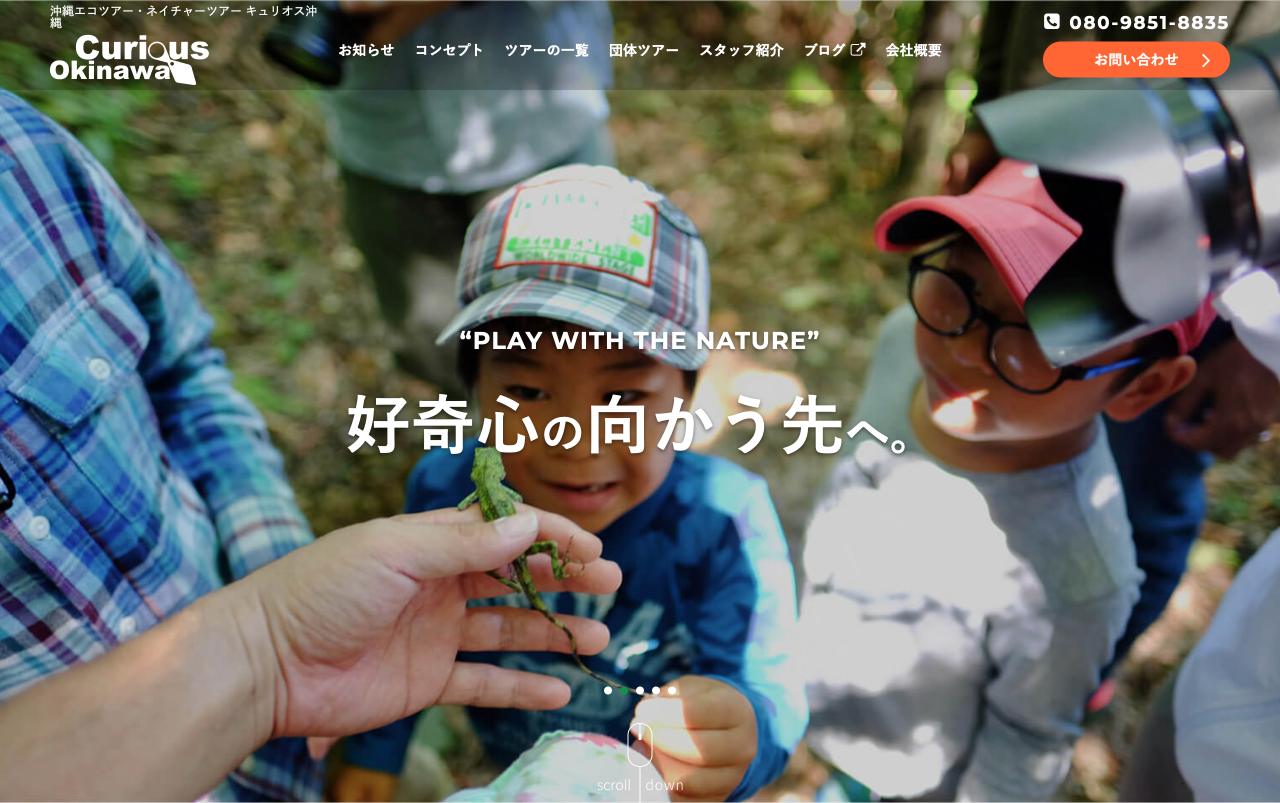 沖縄エコツアー・ネイチャーツアー キュリオス沖
縄
Curious
Okinawa
お知らせ コンセプト ツアーの一覧 団体ツアー スタッフ紹介 ブログ 会社概要
080-9851-8835
お問い合わせ
WORLDWIDE STAGE
“PLAY WITH THE NATURE”
好奇心の向かう先へ。
scroll down